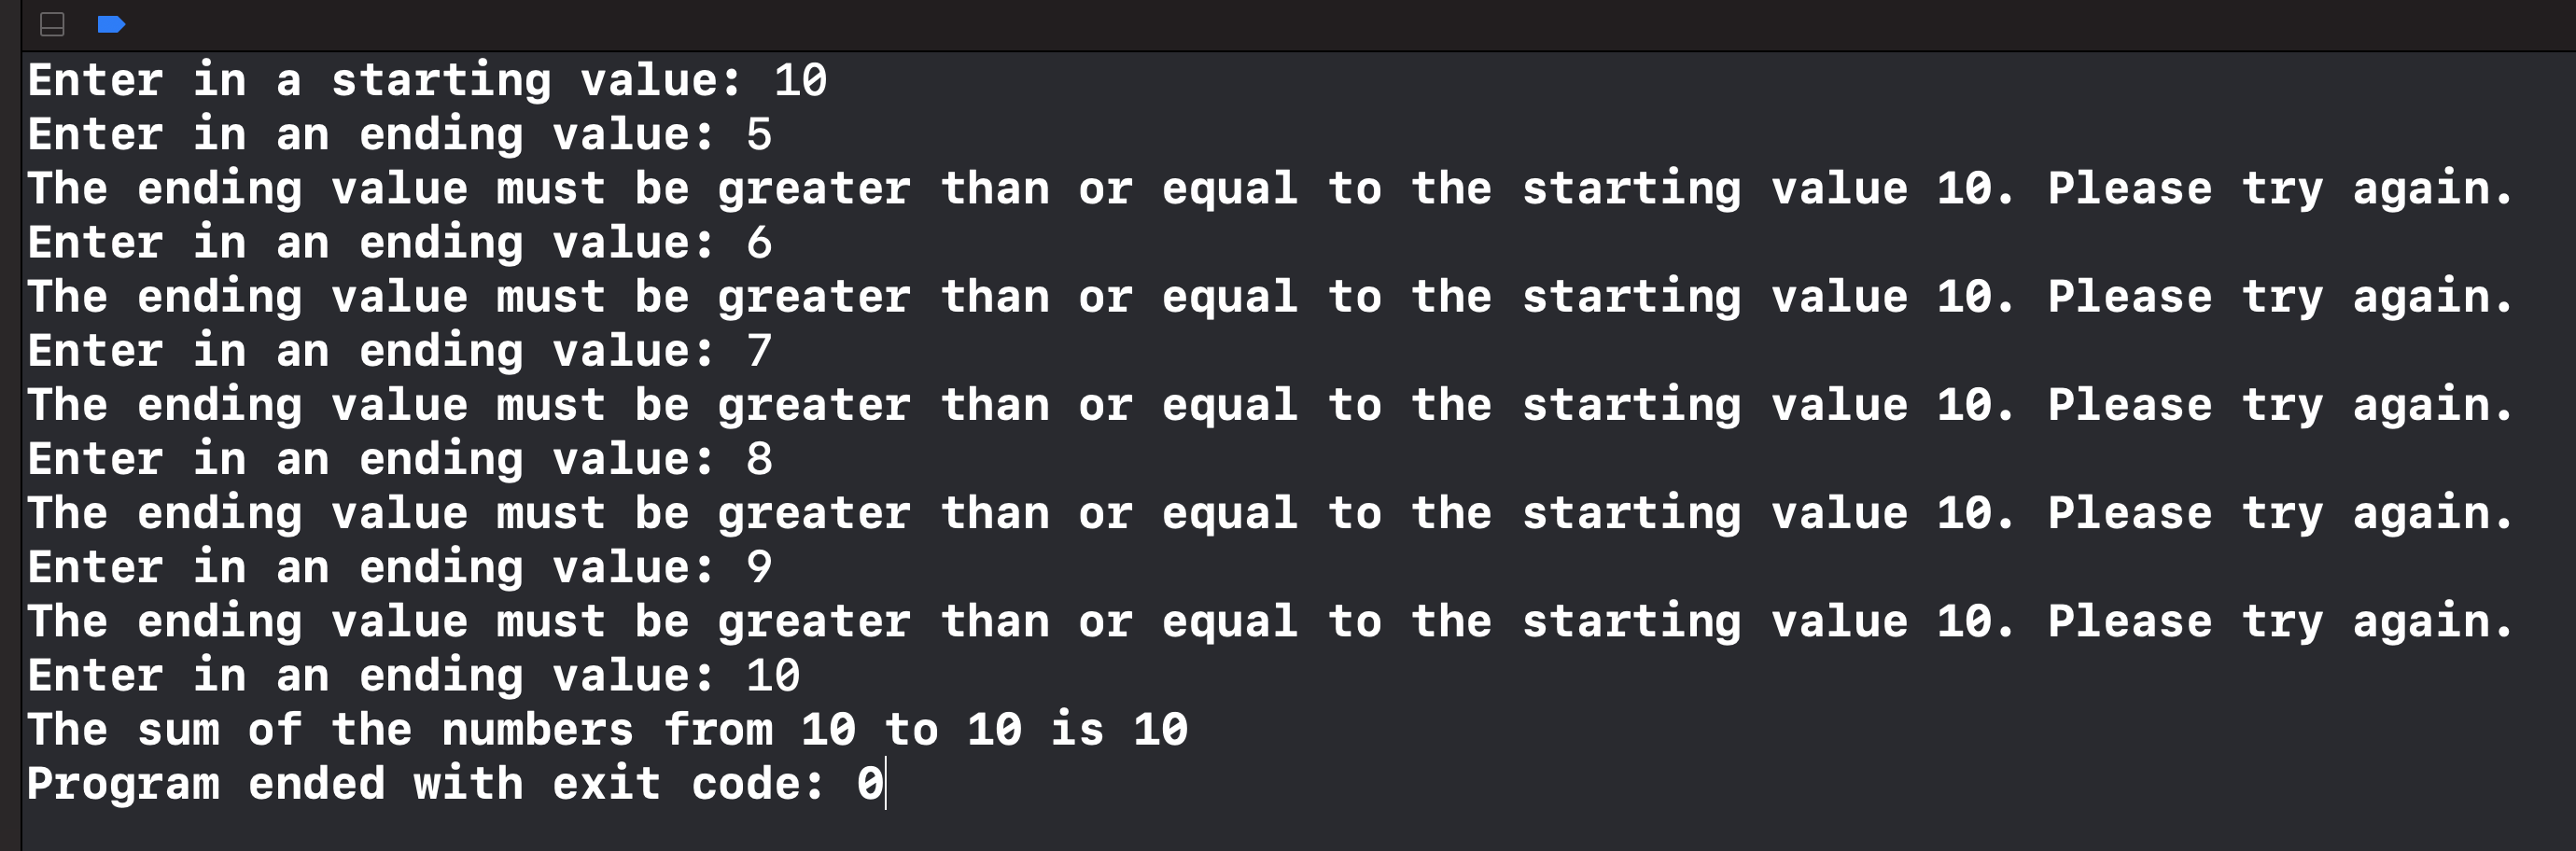 Enter in a starting value: 10
Enter in an ending value: 5
The ending value must be greater than or equal to the starting value 10. Please try again.
Enter in an ending value: 6
The ending value must be greater than or equal to the starting value 10. Please try again.
Enter in an ending value: 7
The ending value must be greater than or equal to the starting value 10. Please try again.
Enter in an ending value: 8
The ending value must be greater than or equal to the starting value 10. Please try again.
Enter in an ending value: 9
The ending value must be greater than or equal to the starting value 10. Please try again.
Enter in an ending value: 10
The sum of the numbers from 10 to 10 is 10
Program ended with exit code: 0